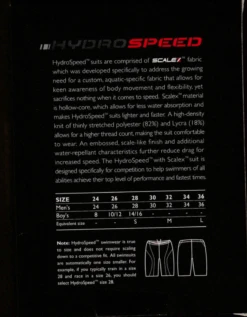 HYDROSPEED
HydroSpeed™ suits are comprised of SCALEX™ fabric
which was developed specifically to address the growing
need for a custom, aquatic-specific fabric that allows for
keen awareness of body movement and flexibility, yet
sacrifices nothing when it comes to speed. Scalex™ material
is hollow-core, which allows for less water absorption and
makes HydroSpeed™ suits lighter and faster. A high-density
knit of thinly stretched polyester (82%) and Lycra (18%)
allows for a higher thread count, making the suit comfortable
to wear. An embossed, scale-like finish and additional
water-repellant characteristics further reduce drag for
increased speed. The HydroSpeed™ with Scalex™ suit is
designed specifically for competition to help swimmers of all
abilities achieve their top level of performance and fastest times.
SIZE 24 26 28 30 32 34 36
Men's 24 26 28 30 32 34 36
Boy's 8 10/12 14/16 - - - -
Equivalent size - - S M L
Note: HydroSpeed™ swimwear is true
to size and does not require scaling
down to a competitive fit. All swimsuits
are automatically one size smaller. For
example, if you typically train in a size
28 and race in a size 26, you should
select HydroSpeed™ size 28.